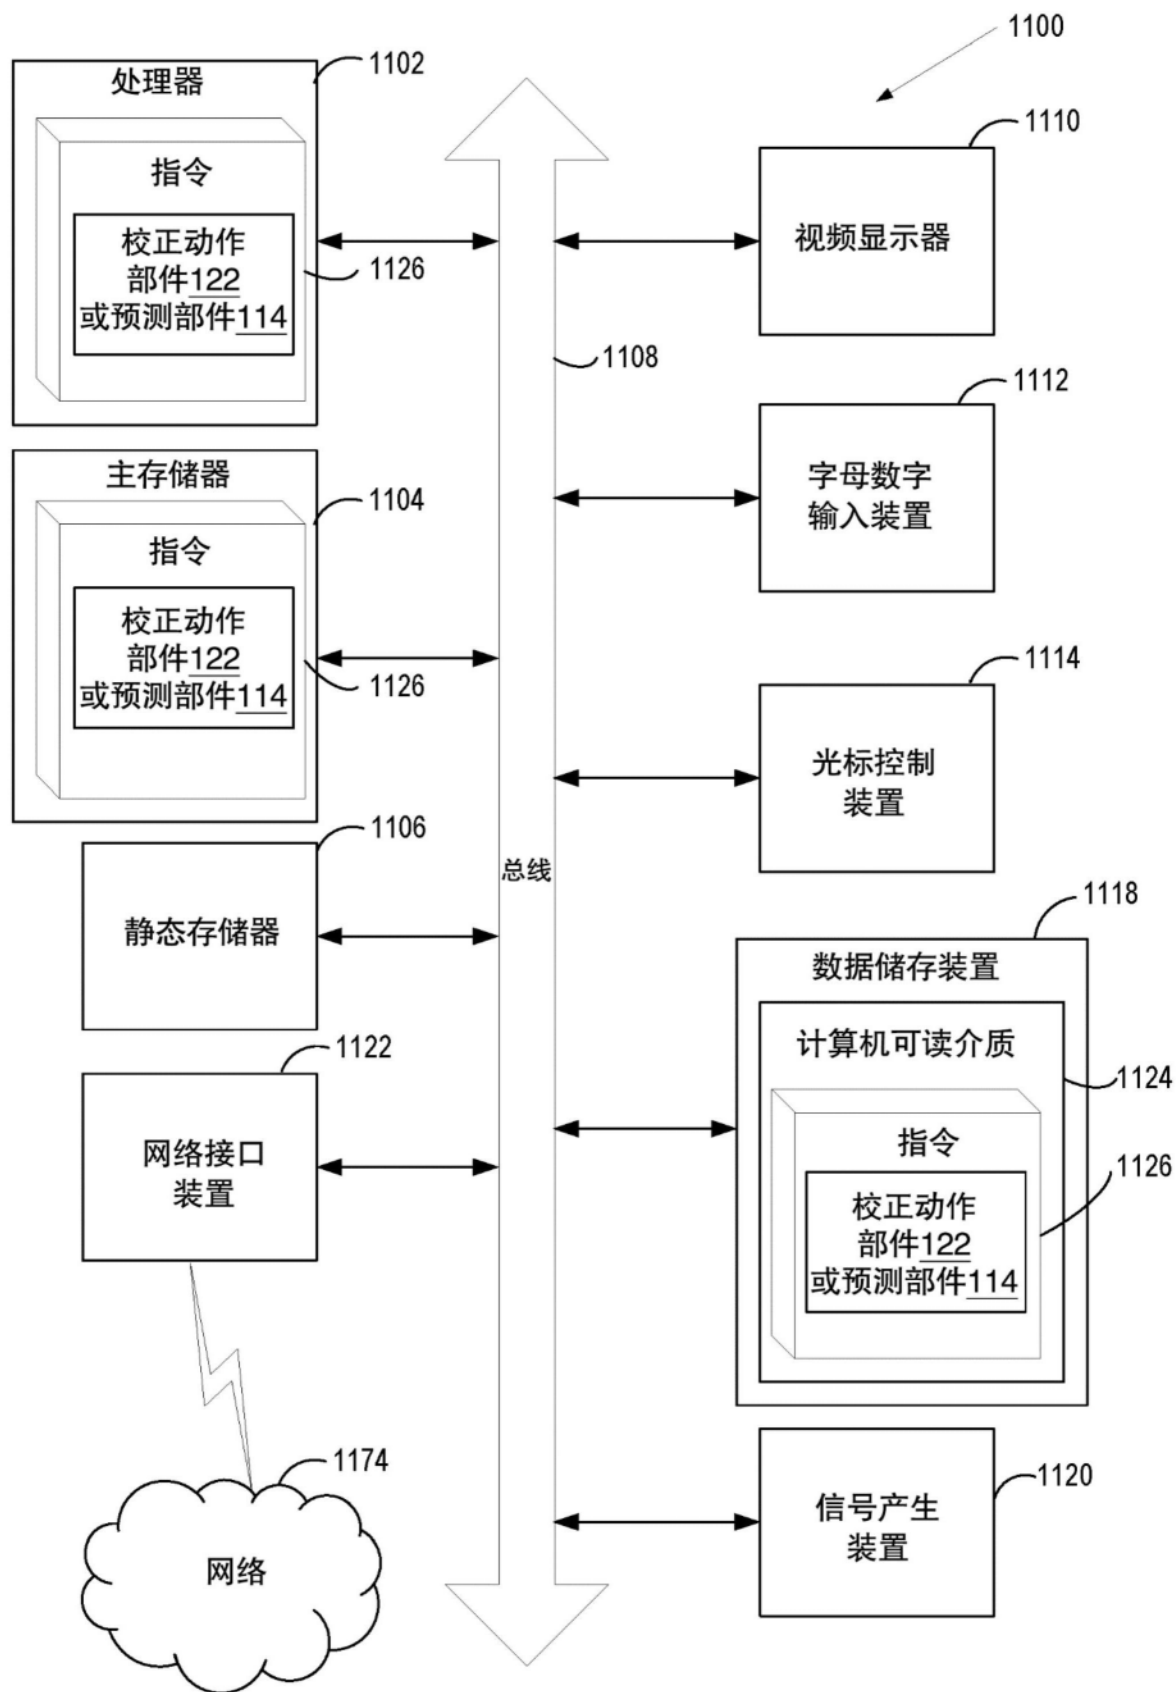 1100
处理器
1102
指令
校正动作
部件122
或预测部件114
1126
主存储器
1104
指令
校正动作
部件122
或预测部件114
1126
1106
静态存储器
1122
网络接口
装置
1174
网络
1108
总线
1110
视频显示器
1112
字母数字
输入装置
1114
光标控制
装置
1118
数据储存装置
计算机可读介质
1124
指令
1126
校正动作
部件122
或预测部件114
1120
信号产生
装置